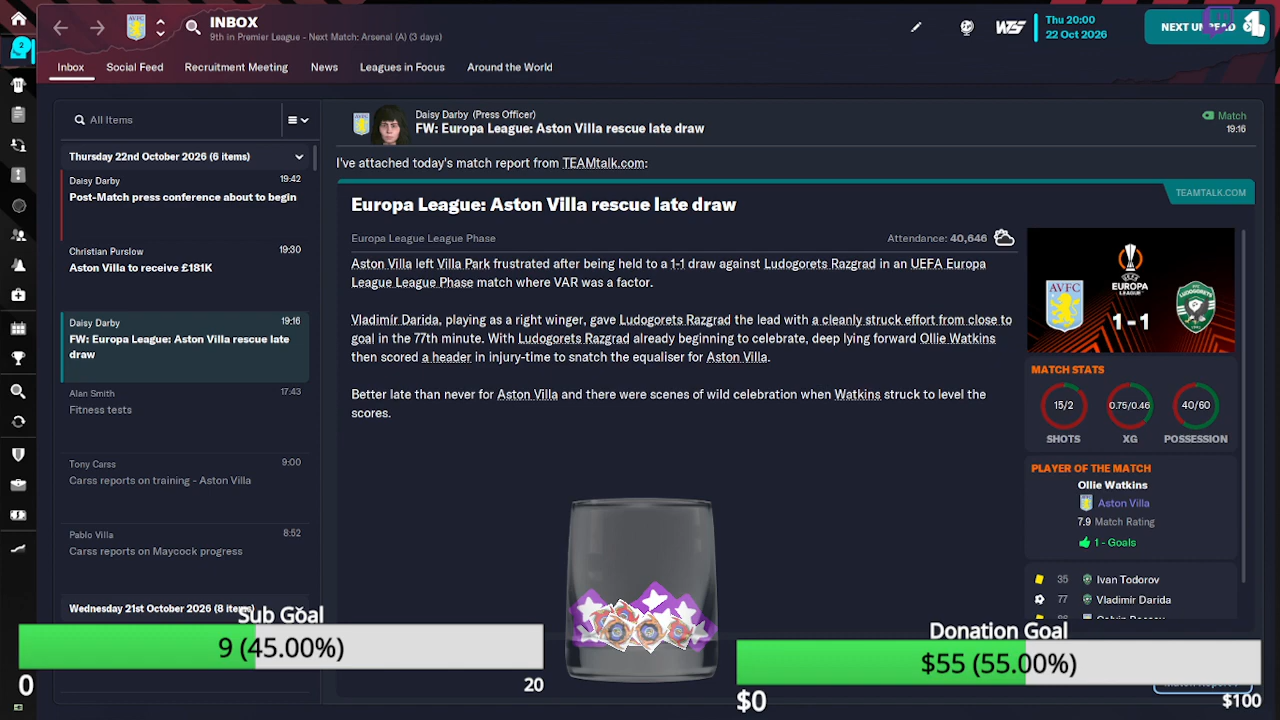 INBOX
9th in Premier League - Next Match: Arsenal (A) (3 days)
Thu 20:00
22 Oct 2026
NEXT
2
Inbox
Social Feed
Recruitment Meeting
News
Leagues in Focus
Around the World
All Items
Thursday 22nd October 2026 (6 items)
Daisy Darby
19:42
Post-Match press conference about to begin
Christian Purslow
19:30
Aston Villa to receive £181K
Daisy Darby
19:16
FW: Europa League: Aston Villa rescue late
draw
Alan Smith
17:43
Fitness tests
Tony Carss
9:00
Carss reports on training - Aston Villa
Pablo Villa
8:52
Carss reports on Maycock progress
Wednesday 21st October 2026 (8 items)
Daisy Darby (Press Officer)
FW: Europa League: Aston Villa rescue late draw
Match
19:16
I've attached today's match report from TEAMtalk.com:
TEAMTALK.COM
Europa League: Aston Villa rescue late draw
Europa League League Phase
Attendance: 40,646
Aston Villa left Villa Park frustrated after being held to a 1-1 draw against Ludogorets Razgrad in an UEFA Europa
League League Phase match where VAR was a factor.
Vladimír Darida, playing as a right winger, gave Ludogorets Razgrad the lead with a cleanly struck effort from close to
goal in the 77th minute. With Ludogorets Razgrad already beginning to celebrate, deep lying forward Ollie Watkins
then scored a header in injury-time to snatch the equaliser for Aston Villa.
Better late than never for Aston Villa and there were scenes of wild celebration when Watkins struck to level the
scores.
AVFC
EUROPA
LEAGUE
LUDOGORETS
1 - 1
MATCH STATS
15/2
0.75/0.46
40/60
SHOTS
XG
POSSESSION
PLAYER OF THE MATCH
Ollie Watkins
Aston Villa
7.9 Match Rating
1 - Goals
35 Ivan Todorov
77 Vladimír Darida
Sub Goal
9 (45.00%)
0
20
Donation Goal
$55 (55.00%)
$0
$100